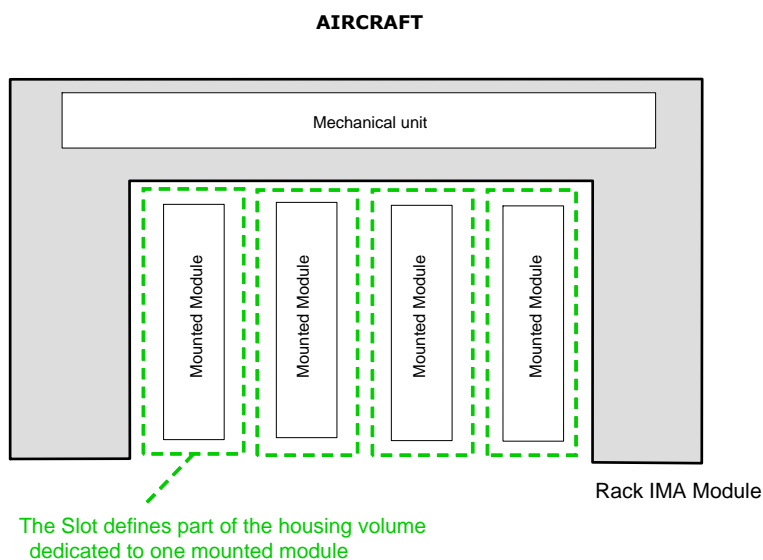 AIRCRAFT
Mechanical unit
Mounted Module
Mounted Module
Mounted Module
Mounted Module
Rack IMA Module
The Slot defines part of the housing volume
dedicated to one mounted module